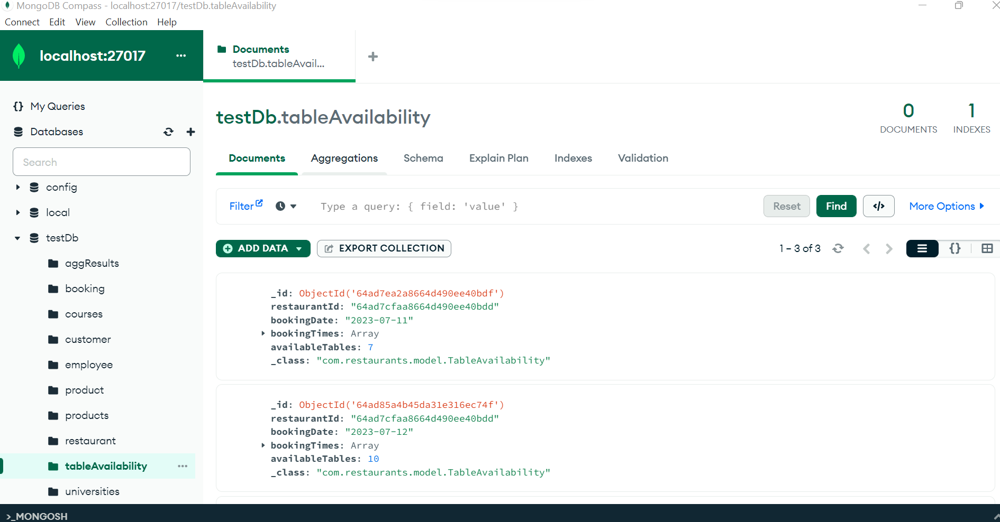 MongoDB Compass - localhost:27017/testDb.tableAvailability
Connect Edit View Collection Help
localhost:27017 ...
Documents
testDb.tableAvail...
My Queries
Databases
Search
config
local
testDb
aggResults
booking
courses
customer
employee
product
products
restaurant
tableAvailability ...
universities
testDb.tableAvailability
0 DOCUMENTS
1 INDEXES
Documents Aggregations Schema Explain Plan Indexes Validation
Filter Type a query: { field: 'value' } Reset Find </> More Options
ADD DATA EXPORT COLLECTION 1 – 3 of 3 {}
_id: ObjectId('64ad7ea2a8664d490ee40bdf')
restaurantId: "64ad7cfaa8664d490ee40bdd"
bookingDate: "2023-07-11"
bookingTimes: Array
availableTables: 7
_class: "com.restaurants.model.TableAvailability"
_id: ObjectId('64ad85a4b45da31e316ec74f')
restaurantId: "64ad7cfaa8664d490ee40bdd"
bookingDate: "2023-07-12"
bookingTimes: Array
availableTables: 10
_class: "com.restaurants.model.TableAvailability"
>_MONGOSH